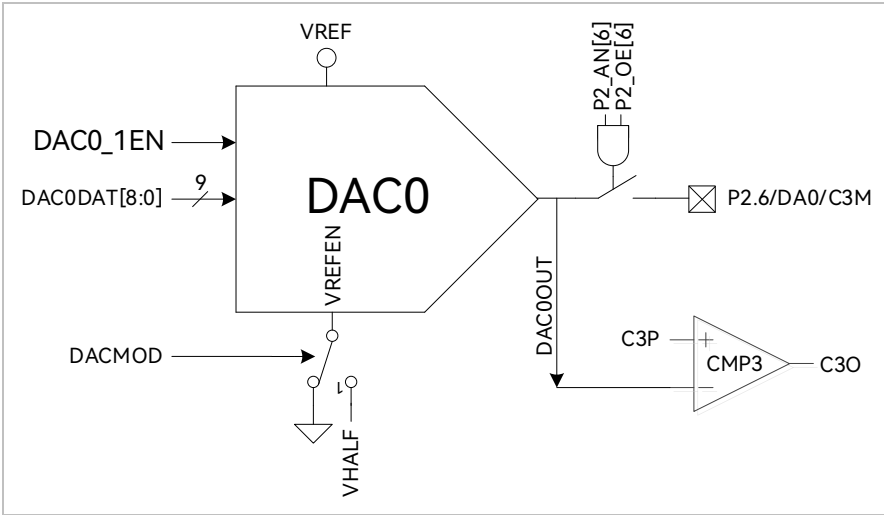 VREF
P2_AN[6]
P2_OE[6]
DAC0_1EN
DAC0DAT[8:0]
9
DAC0
P2.6/DA0/C3M
VREFEN
DAC0OUT
DACMOD
1
VHALF
C3P
+
CMP3
C3O
−